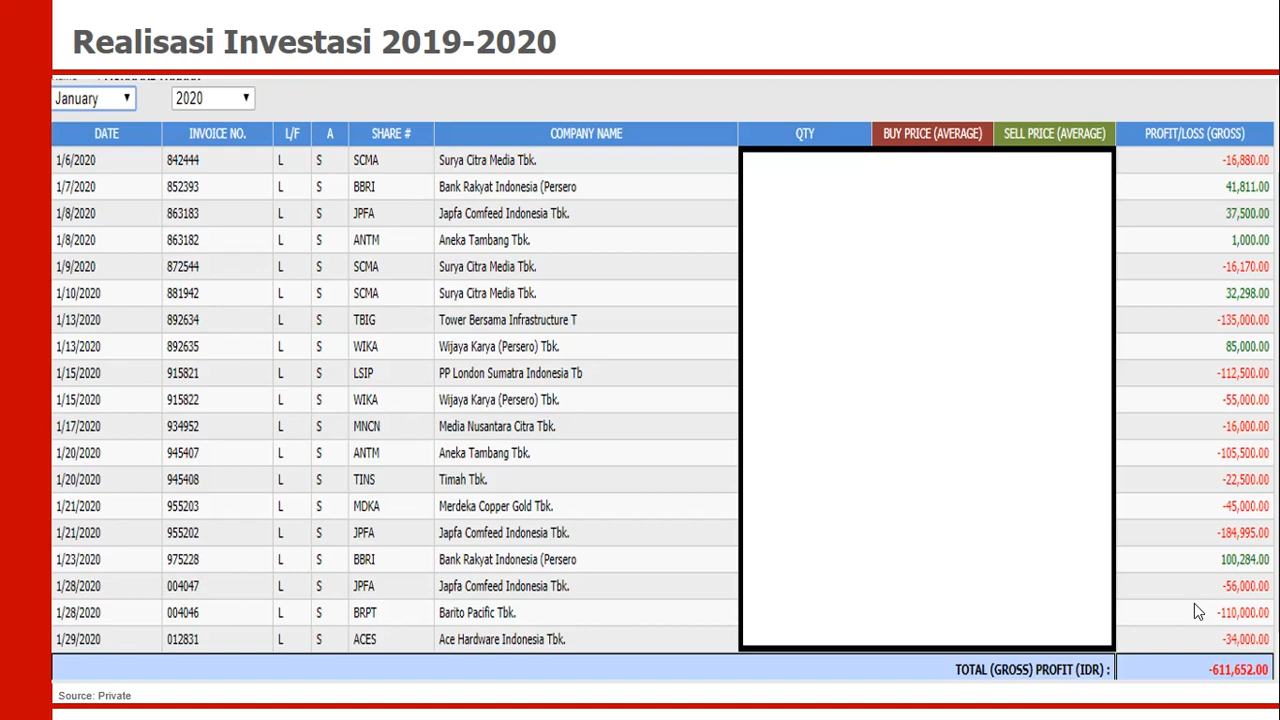 Realisasi Investasi 2019-2020
January 2020
DATE INVOICE NO. L/F A SHARE # COMPANY NAME QTY BUY PRICE (AVERAGE) SELL PRICE (AVERAGE) PROFIT/LOSS (GROSS)
1/6/2020 842444 L S SCMA Surya Citra Media Tbk. -16,880.00
1/7/2020 852393 L S BBRI Bank Rakyat Indonesia (Persero 41,811.00
1/8/2020 863183 L S JPFA Japfa Comfeed Indonesia Tbk. 37,500.00
1/8/2020 863182 L S ANTM Aneka Tambang Tbk. 1,000.00
1/9/2020 872544 L S SCMA Surya Citra Media Tbk. -16,170.00
1/10/2020 881942 L S SCMA Surya Citra Media Tbk. 32,298.00
1/13/2020 892634 L S TBIG Tower Bersama Infrastructure T -135,000.00
1/13/2020 892635 L S WIKA Wijaya Karya (Persero) Tbk. 85,000.00
1/15/2020 915821 L S LSIP PP London Sumatra Indonesia Tb -112,500.00
1/15/2020 915822 L S WIKA Wijaya Karya (Persero) Tbk. -55,000.00
1/17/2020 934952 L S MNCN Media Nusantara Citra Tbk. -16,000.00
1/20/2020 945407 L S ANTM Aneka Tambang Tbk. -105,500.00
1/20/2020 945408 L S TINS Timah Tbk. -22,500.00
1/21/2020 955203 L S MDKA Merdeka Copper Gold Tbk. -45,000.00
1/21/2020 955202 L S JPFA Japfa Comfeed Indonesia Tbk. -184,995.00
1/23/2020 975228 L S BBRI Bank Rakyat Indonesia (Persero 100,284.00
1/28/2020 004047 L S JPFA Japfa Comfeed Indonesia Tbk. -56,000.00
1/28/2020 004046 L S BRPT Barito Pacific Tbk. -110,000.00
1/29/2020 012831 L S ACES Ace Hardware Indonesia Tbk. -34,000.00
TOTAL (GROSS) PROFIT (IDR) : -611,652.00
Source: Private